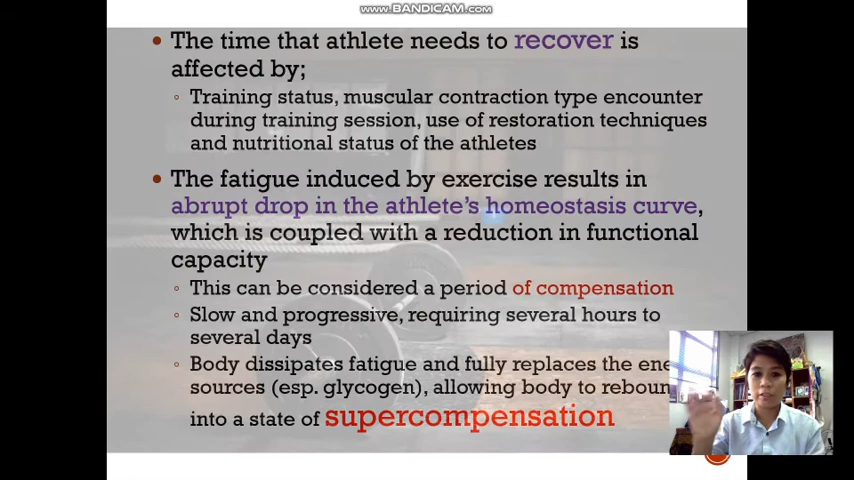 www.BANDICAM.com
• The time that athlete needs to recover is
affected by;
◦ Training status, muscular contraction type encounter
during training session, use of restoration techniques
and nutritional status of the athletes
• The fatigue induced by exercise results in
abrupt drop in the athlete's homeostasis curve,
which is coupled with a reduction in functional
capacity
◦ This can be considered a period of compensation
◦ Slow and progressive, requiring several hours to
several days
◦ Body dissipates fatigue and fully replaces the
sources (esp. glycogen), allowing body to
into a state of supercompensation